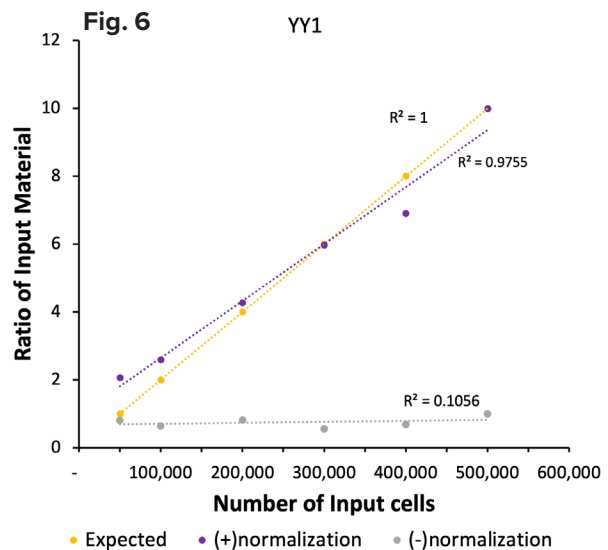 Fig. 6
YY1
12
10
8
6
4
2
0
R² = 1
R² = 0.9755
R² = 0.1056
Ratio of Input Material
-
100,000
200,000
300,000
400,000
500,000
600,000
Number of Input cells
Expected
(+)normalization
(-)normalization